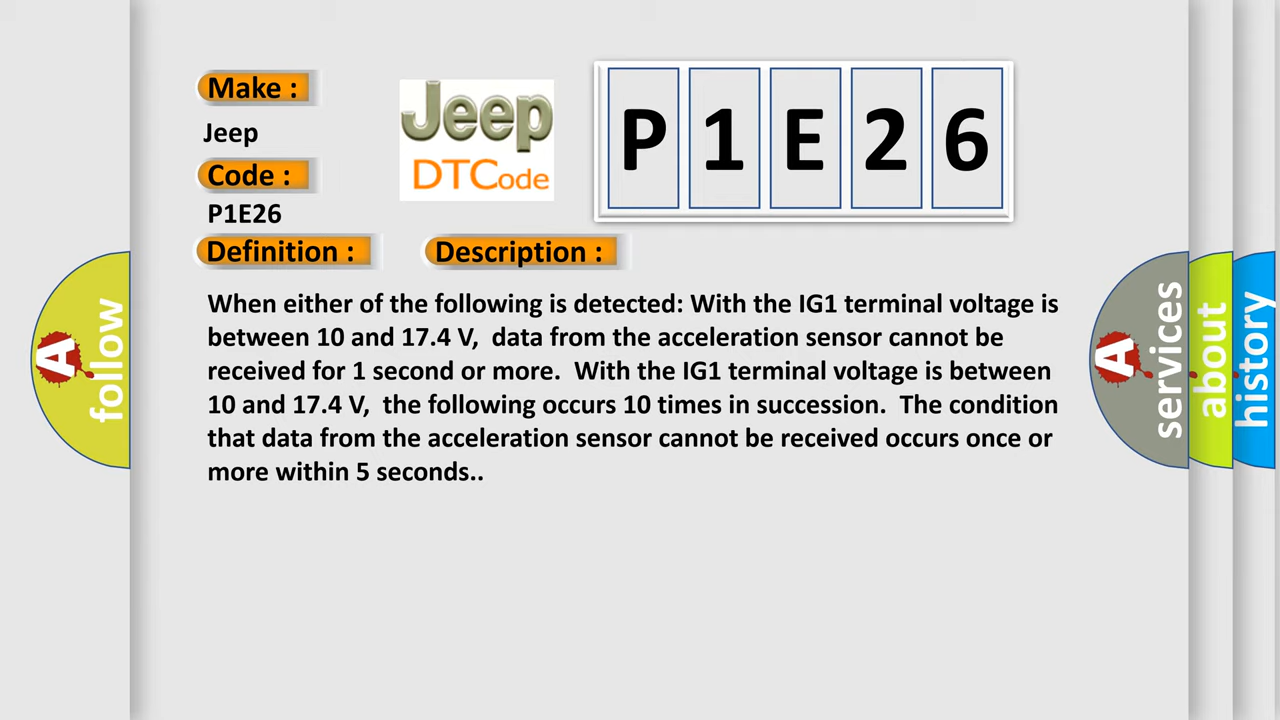 Make :
Jeep
Code :
P1E26
Definition :
Description :
Jeep
DTCode
P1E26
When either of the following is detected: With the IG1 terminal voltage is
between 10 and 17.4 V,  data from the acceleration sensor cannot be
received for 1 second or more.  With the IG1 terminal voltage is between
10 and 17.4 V,  the following occurs 10 times in succession.  The condition
that data from the acceleration sensor cannot be received occurs once or
more within 5 seconds..
A follow
A services
about
history